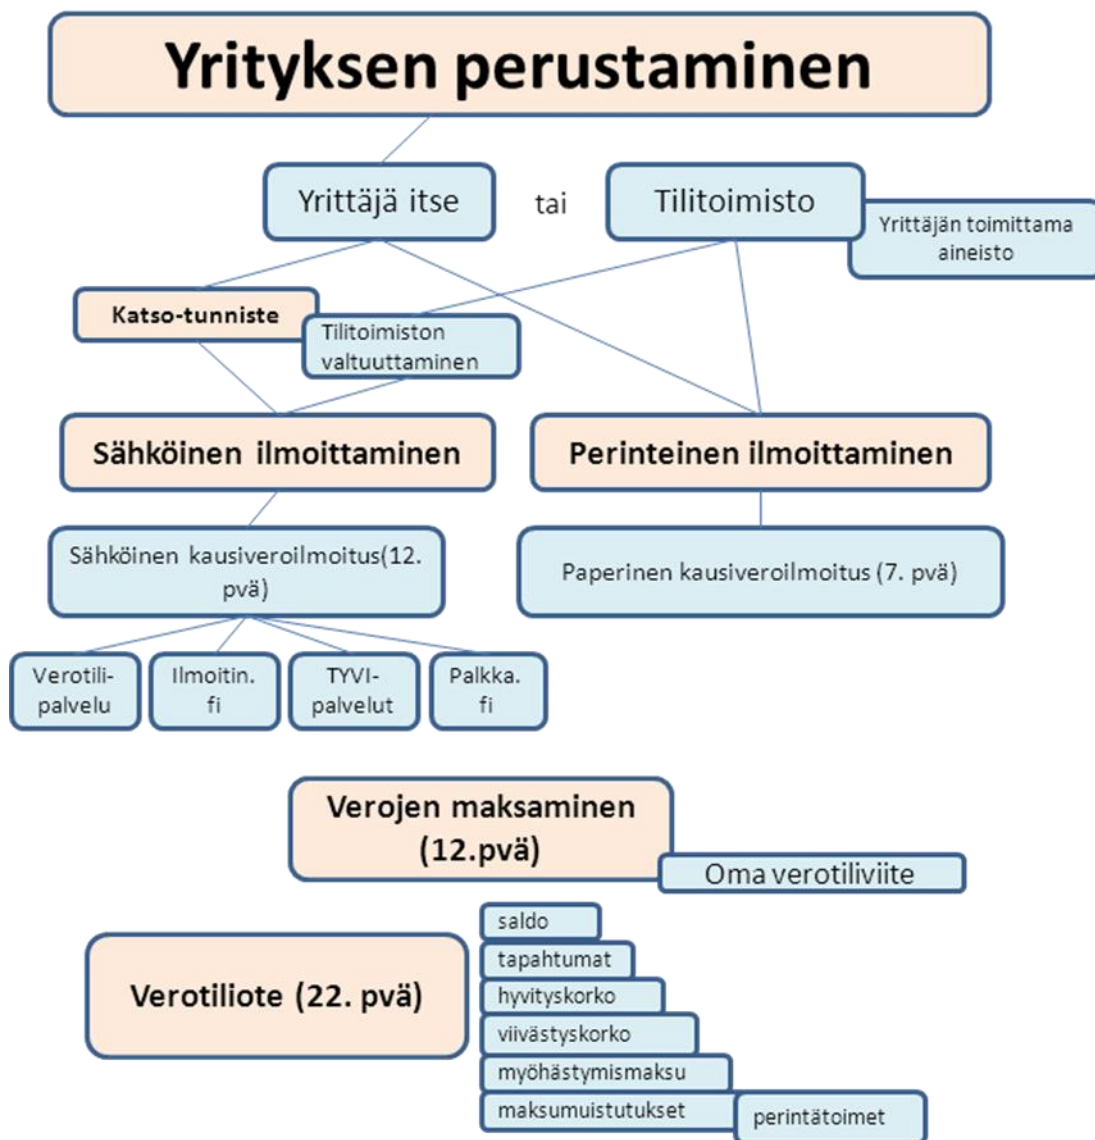 Yrityksen perustaminen
Yrittäjä itse
tai
Tilitoimisto
Yrittäjän toimittama
aineisto
Katso-tunniste
Tilitoimiston
valtuuttaminen
Sähköinen ilmoittaminen
Perinteinen ilmoittaminen
Sähköinen kausiveroilmoitus(12.
pvä)
Paperinen kausiveroilmoitus (7. pvä)
Verotili-
palvelu
Ilmoitin.
fi
TYVI-
palvelut
Palkka.
fi
Verojen maksaminen
(12.pvä)
Oma verotiliviite
Verotiliote (22. pvä)
saldo
tapahtumat
hyvityskorko
viivästyskorko
myöhästymismaksu
maksumuistutukset
perintätoimet